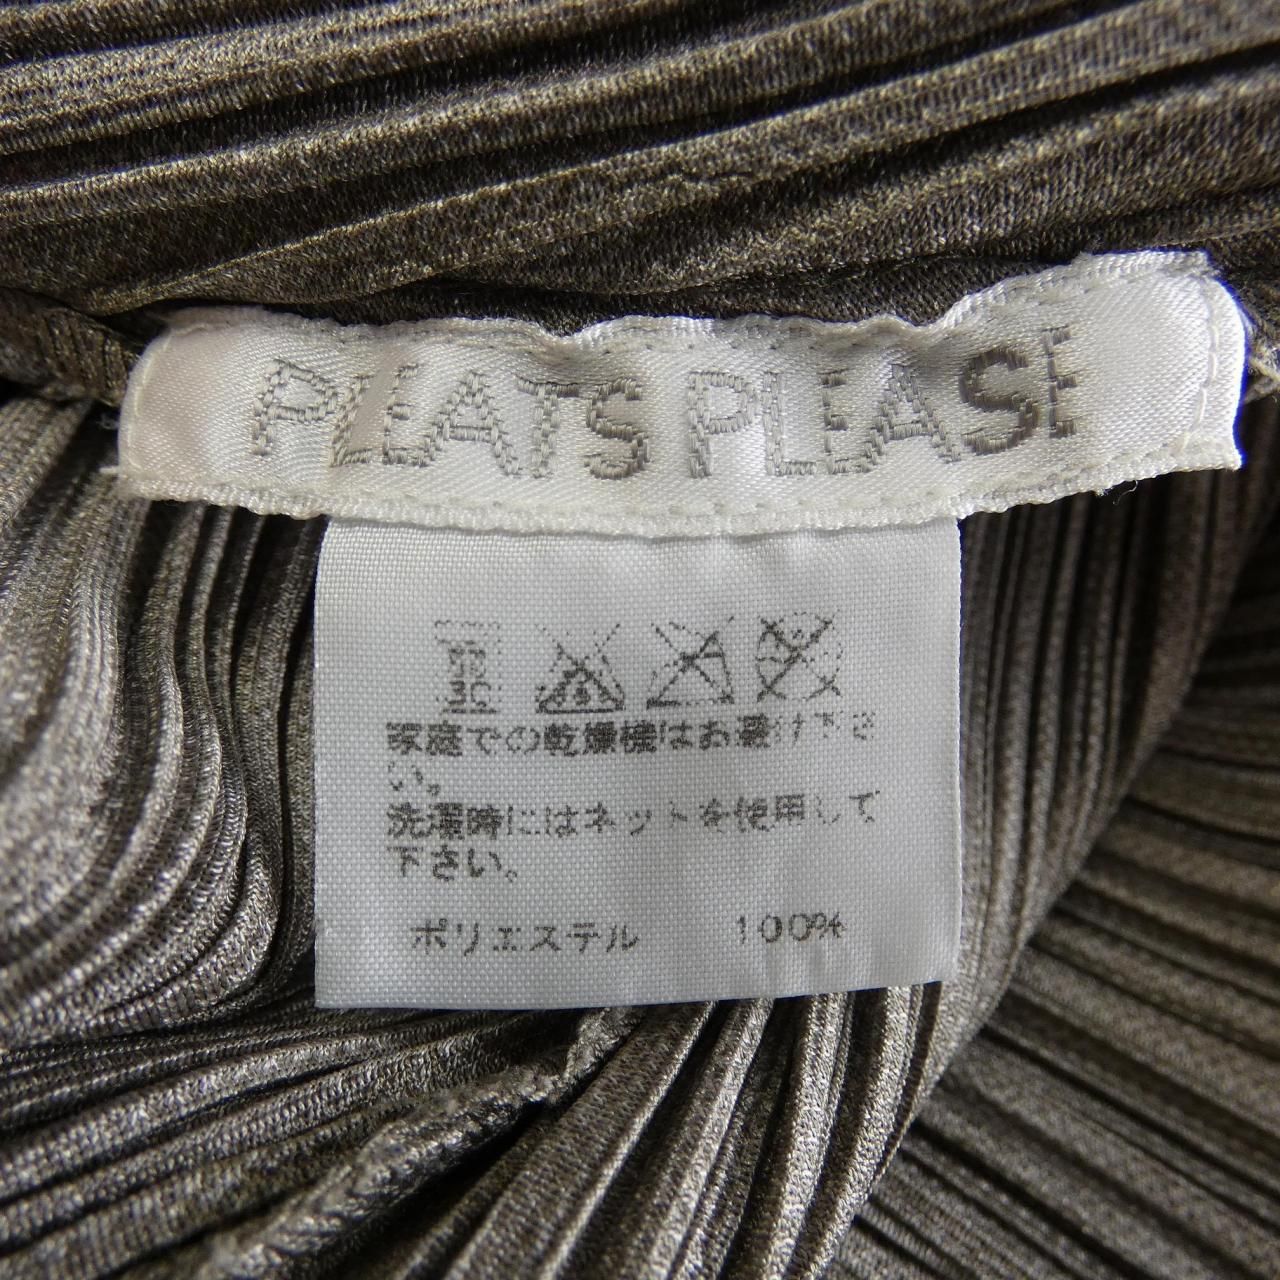 PLEATS PLEASE
家庭での乾燥機はお避け下さ
い。
洗濯時にはネットを使用して
下さい。
ポリエステル 100%